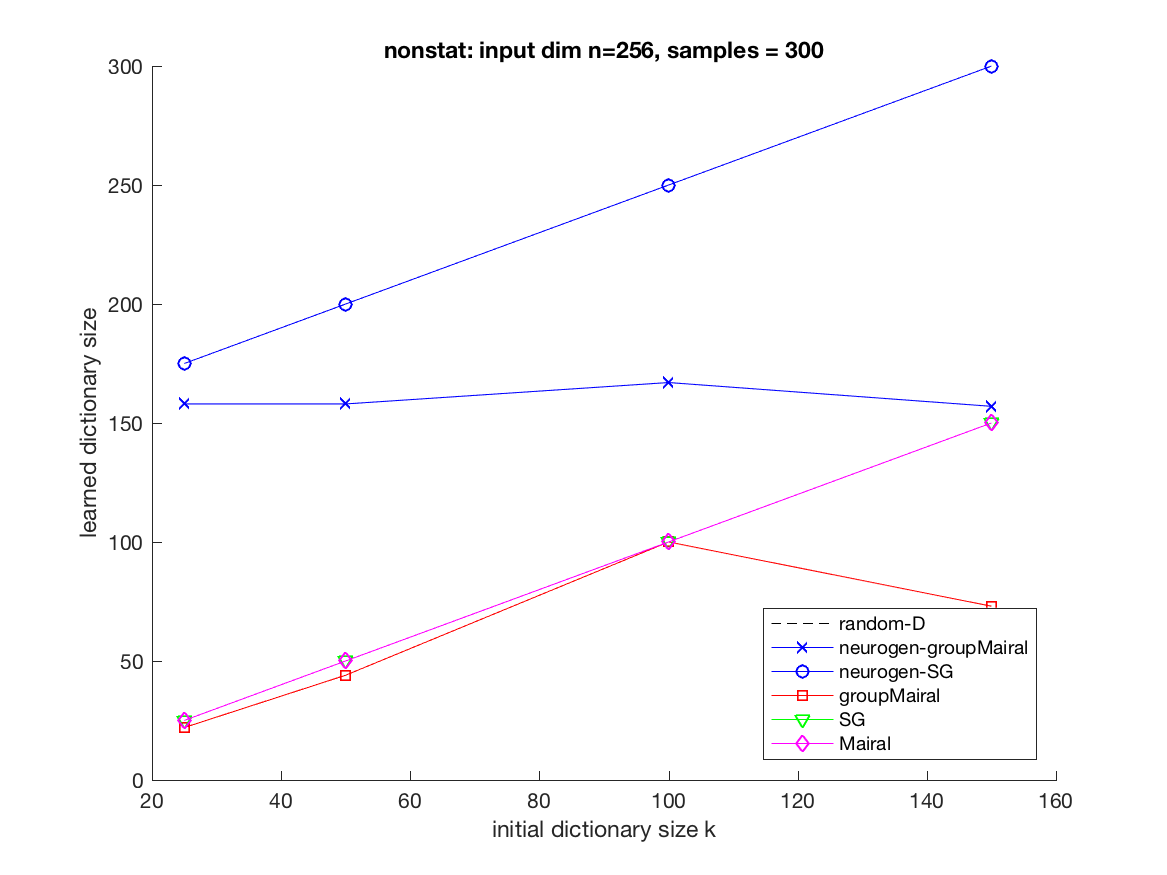 nonstat: input dim n=256, samples = 300
learned dictionary size
300
250
200
150
100
50
0
20
40
60
80
100
120
140
160
initial dictionary size k
random-D
neurogen-groupMairal
neurogen-SG
groupMairal
SG
Mairal